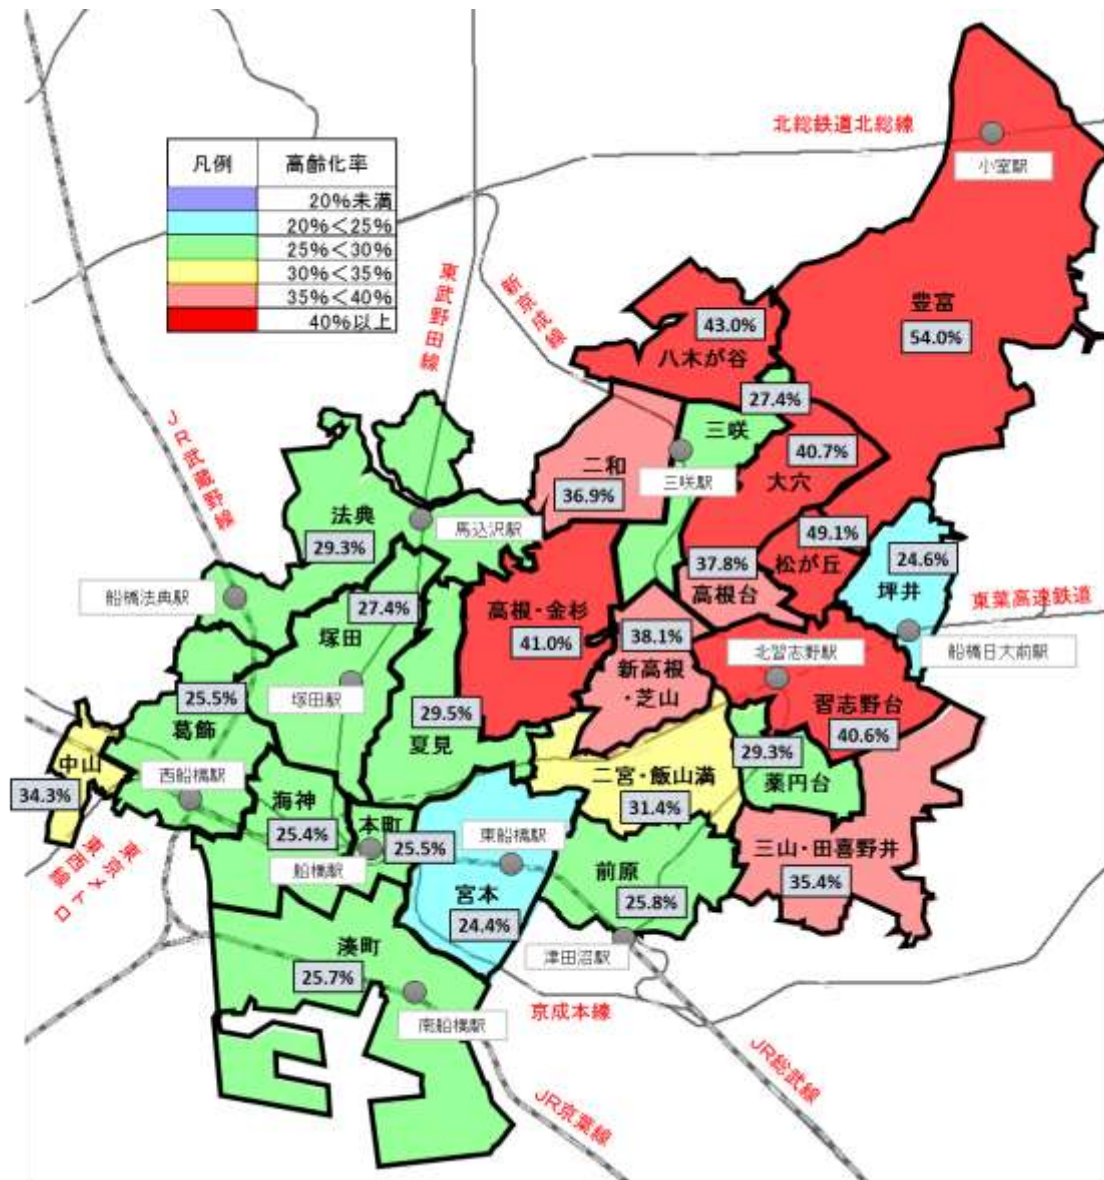 北総鉄道北総線
小室駅
凡例
高齢化率
20%未満
20%<25%
25%<30%
30%<35%
35%<40%
40%以上
東武野田線
新京成線
JR武蔵野線
豊富
54.0%
43.0%
八木が谷
27.4%
三咲
40.7%
大穴
二和
36.9%
三咲駅
法典
29.3%
馬込沢駅
49.1%
松が丘
24.6%
坪井
37.8%
高根台
東葉高速鉄道
船橋法典駅
27.4%
塚田
高根・金杉
41.0%
38.1%
新高根
・芝山
北習志野駅
船橋日大前駅
25.5%
葛飾
塚田駅
29.5%
夏見
習志野台
40.6%
29.3%
薬円台
中山
34.3%
西船橋駅
二宮・飯山満
31.4%
海神
25.4%
本町
25.5%
船橋駅
東船橋駅
三山・田喜野井
35.4%
東京メトロ
東西線
宮本
24.4%
前原
25.8%
湊町
25.7%
津田沼駅
南船橋駅
京成本線
JR総武線
JR京葉線